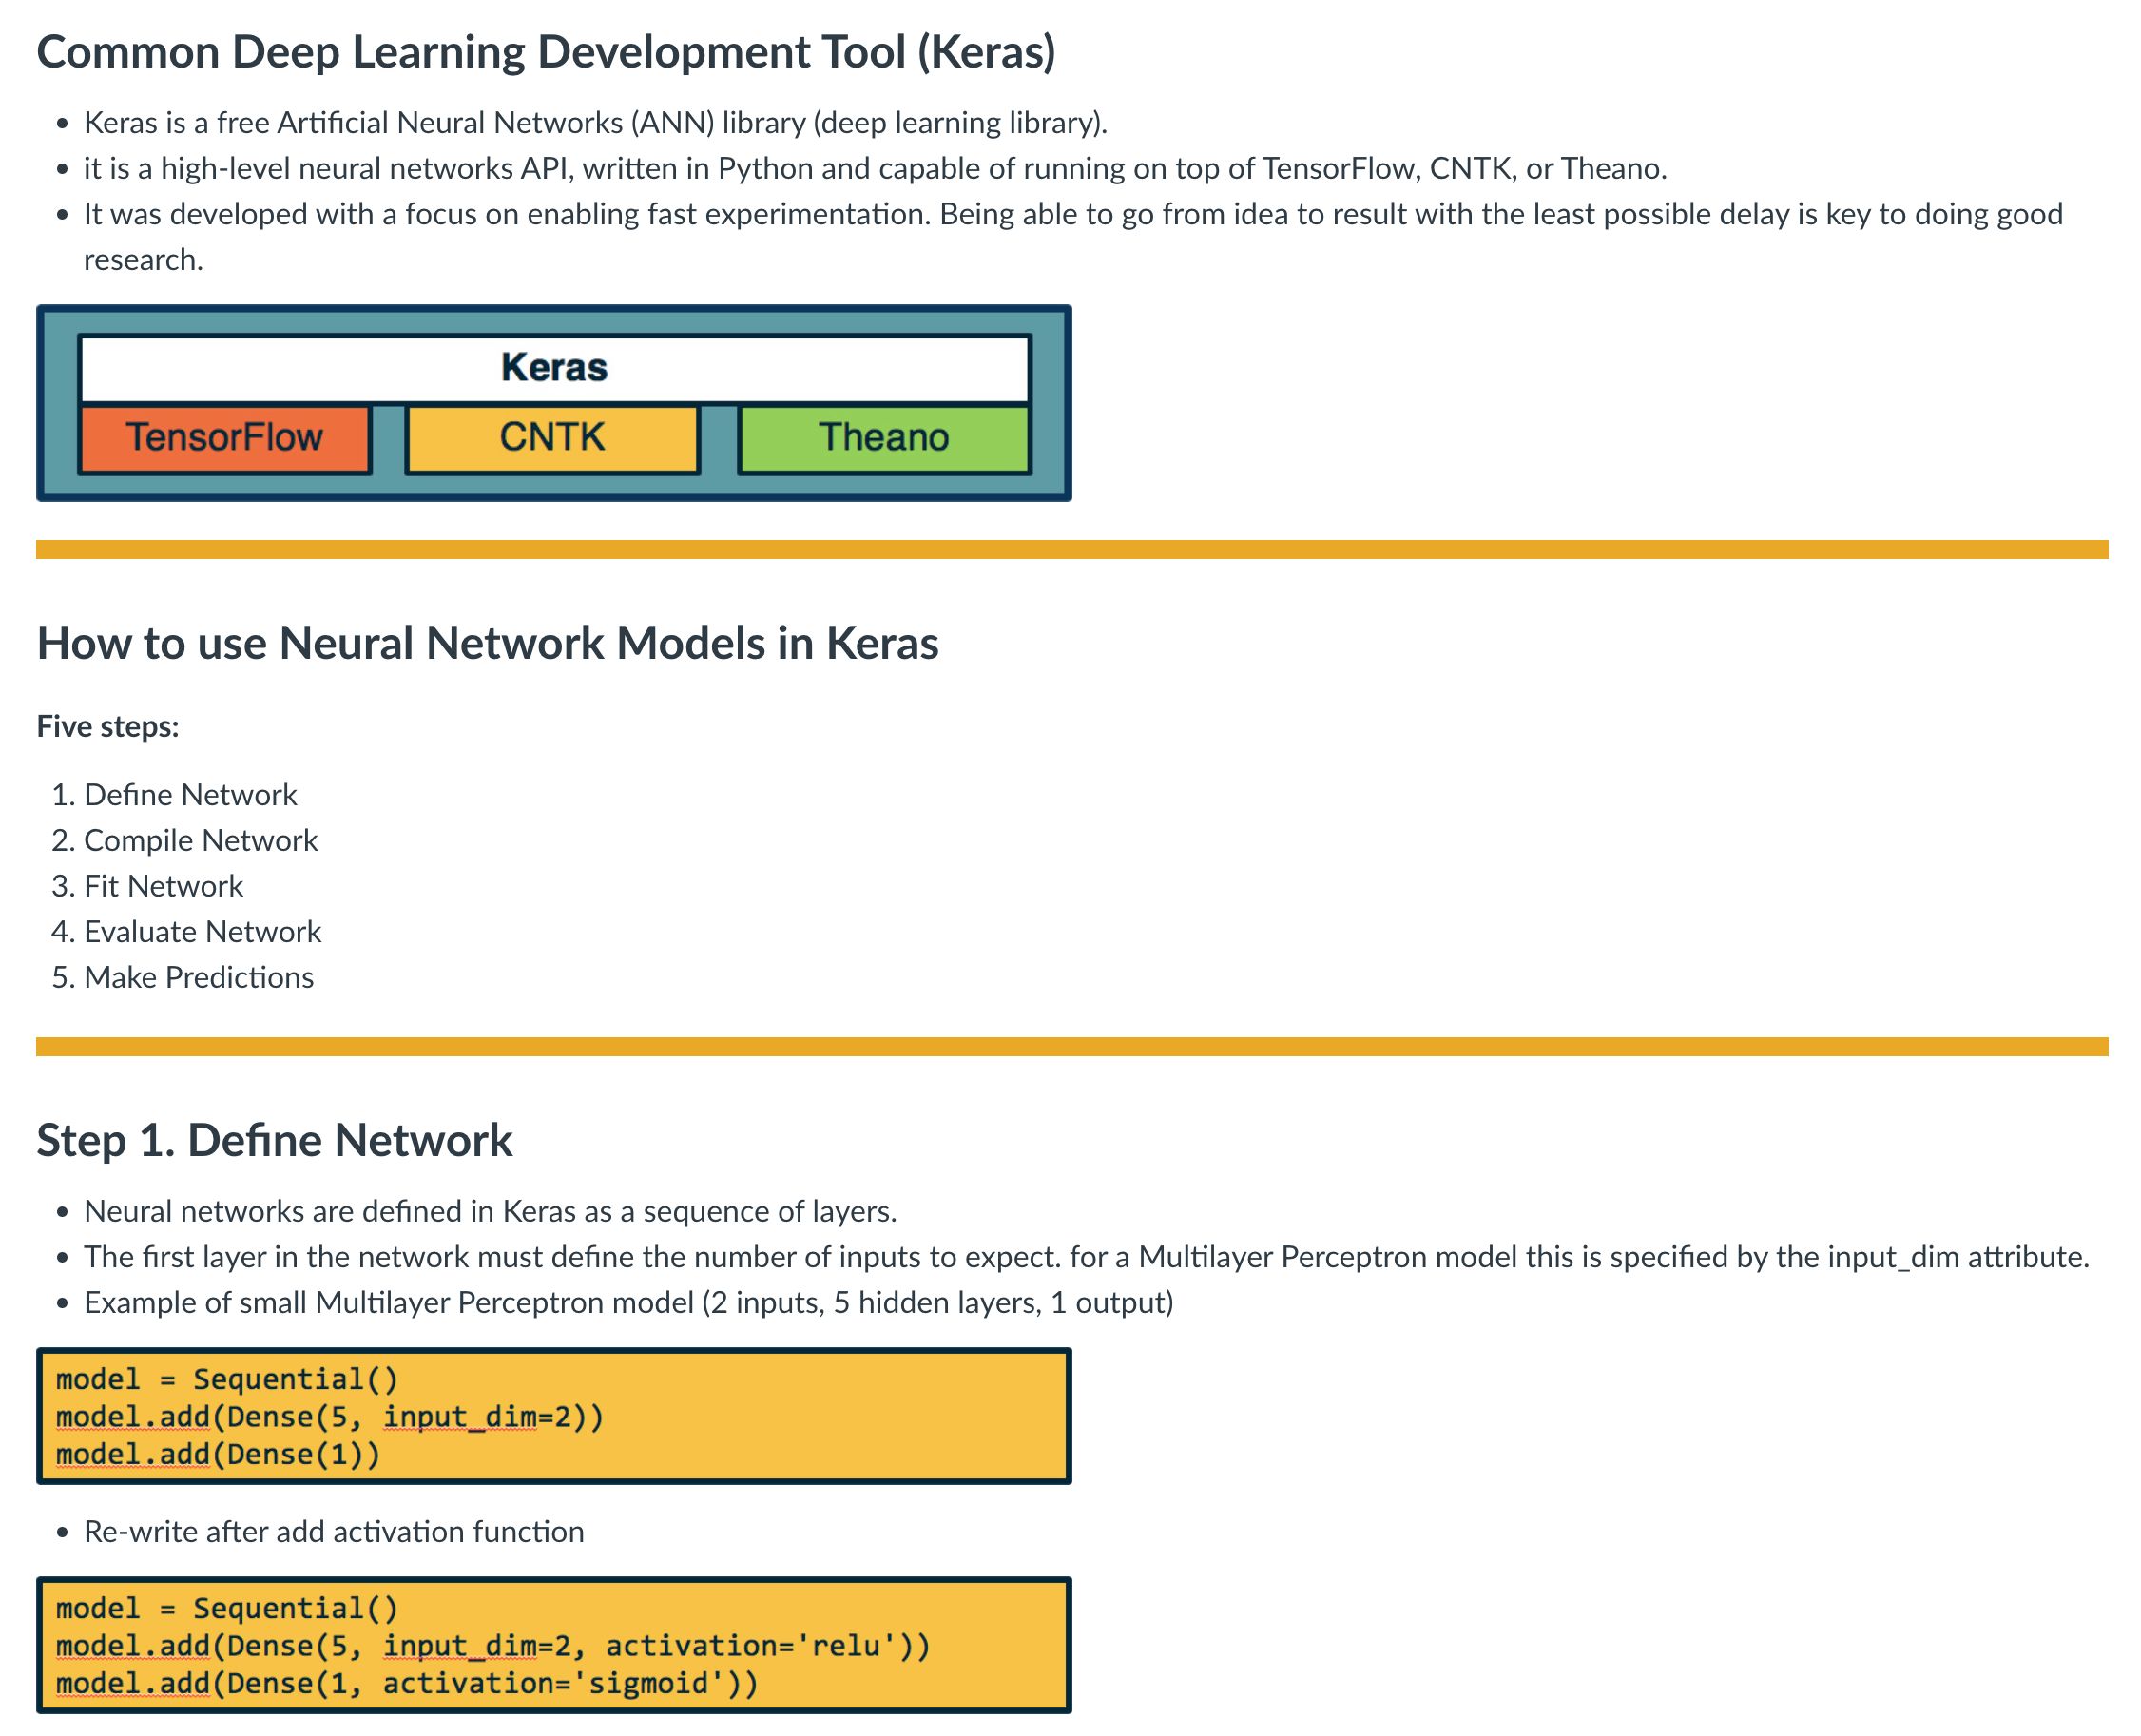 Common Deep Learning Development Tool (Keras)
• Keras is a free Artificial Neural Networks (ANN) library (deep learning library).
• it is a high-level neural networks API, written in Python and capable of running on top of TensorFlow, CNTK, or Theano.
• It was developed with a focus on enabling fast experimentation. Being able to go from idea to result with the least possible delay is key to doing good
research.
Keras
TensorFlow CNTK Theano
How to use Neural Network Models in Keras
Five steps:
1. Define Network
2. Compile Network
3. Fit Network
4. Evaluate Network
5. Make Predictions
Step 1. Define Network
• Neural networks are defined in Keras as a sequence of layers.
• The first layer in the network must define the number of inputs to expect. for a Multilayer Perceptron model this is specified by the input_dim attribute.
• Example of small Multilayer Perceptron model (2 inputs, 5 hidden layers, 1 output)
model = Sequential()
model.add(Dense(5, input_dim=2))
model.add(Dense(1))
• Re-write after add activation function
model = Sequential()
model.add(Dense(5, input_dim=2, activation='relu'))
model.add(Dense(1, activation='sigmoid'))